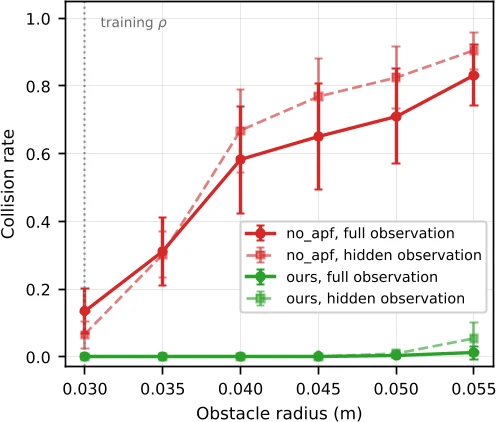 training ρ
1.0
0.8
0.6
0.4
0.2
0.0
Collision rate
no_apf, full observation
no_apf, hidden observation
ours, full observation
ours, hidden observation
0.030 0.035 0.040 0.045 0.050 0.055
Obstacle radius (m)